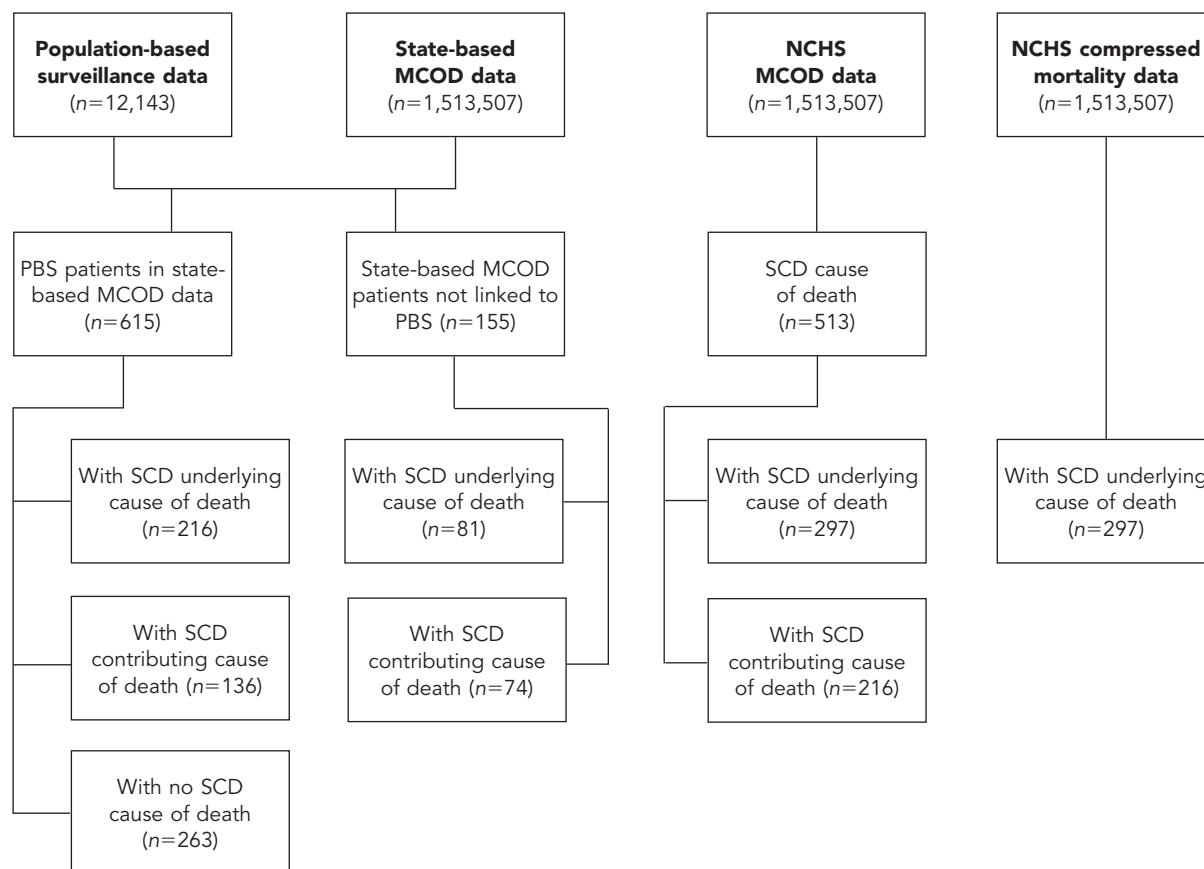 Population-based
surveillance data
(n=12,143)
State-based
MCOD data
(n=1,513,507)
NCHS
MCOD data
(n=1,513,507)
NCHS compressed
mortality data
(n=1,513,507)
PBS patients in state-
based MCOD data
(n=615)
State-based MCOD
patients not linked to
PBS (n=155)
SCD cause
of death
(n=513)
With SCD underlying
cause of death
(n=216)
With SCD underlying
cause of death
(n=81)
With SCD underlying
cause of death
(n=297)
With SCD underlying
cause of death
(n=297)
With SCD
contributing cause
of death (n=136)
With SCD
contributing cause
of death (n=74)
With SCD
contributing cause
of death (n=216)
With no SCD
cause of death
(n=263)